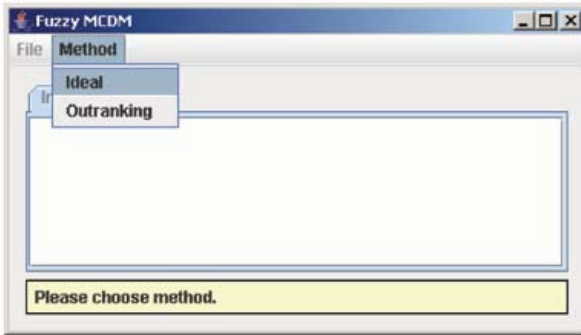 Fuzzy MCDM
File Method
Ideal
Outranking
Please choose method.